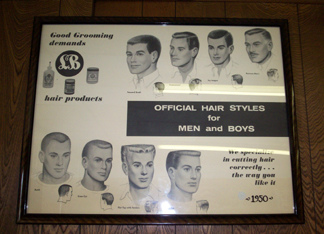 Good Grooming
demands
LB
hair products
OFFICIAL HAIR STYLES
for
MEN and BOYS
We specialize
in cutting hair
correctly...
the way you
like it
1950